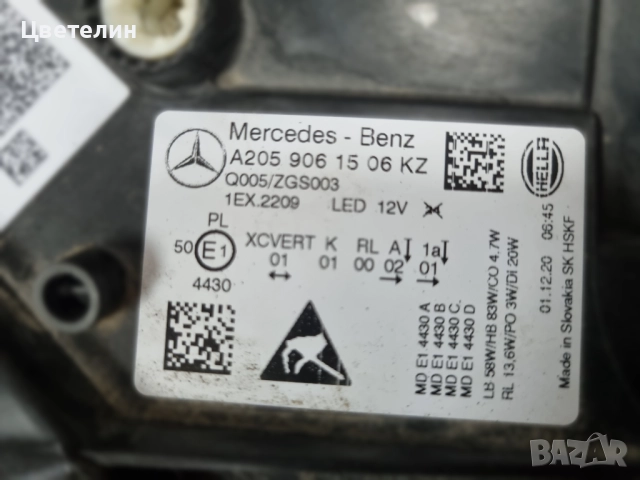 Цветелин
Mercedes - Benz
A205 906 15 06 KZ
Q005/ZGS003
1EX.2209 LED 12V
PL
50 E1
4430
XCVERT K RL A 1a
01 01 00 02 01
MD E1 4430 A
MD E1 4430 B
MD E1 4430 C
MD E1 4430 D
LB 58W/HB 83W/CO 4,7W
RL 13,6W/PO 3W/DI 20W
HELLA
01.12.20 06:45
Made in Slovakia SK HSKF
BAZAR